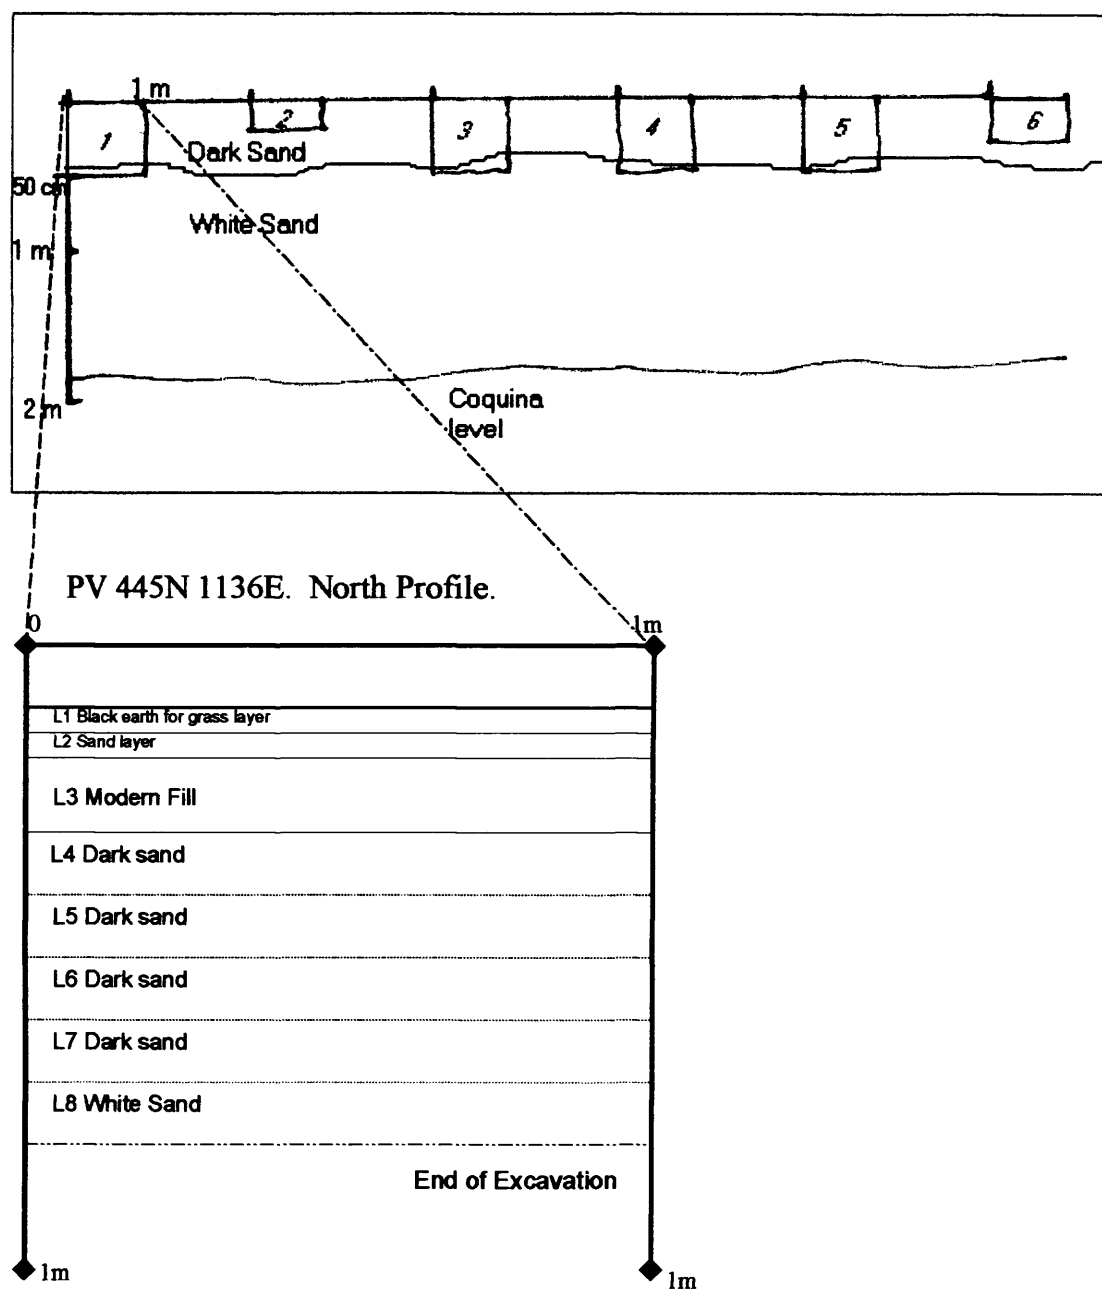 1 m
1
2
3
4
5
6
Dark Sand
50 cm
White Sand
1 m
2 m
Coquina
level
PV 445N 1136E. North Profile.
0
1m
L1 Black earth for grass layer
L2 Sand layer
L3 Modern Fill
L4 Dark sand
L5 Dark sand
L6 Dark sand
L7 Dark sand
L8 White Sand
End of Excavation
1m
1m